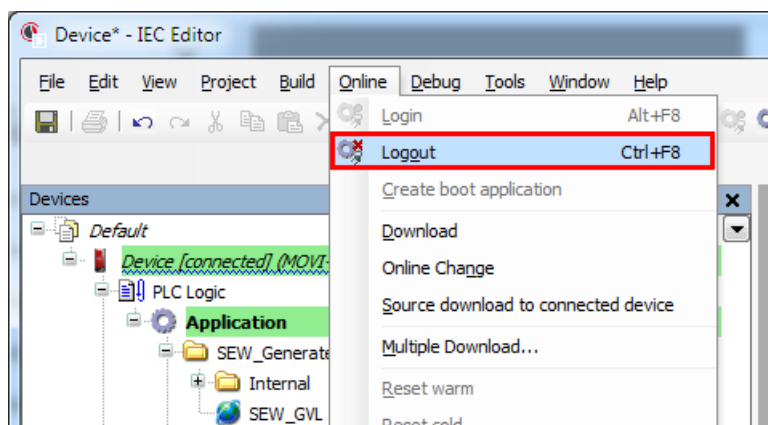 Device* - IEC Editor
File Edit View Project Build Online Debug Tools Window Help
Login Alt+F8
Logout Ctrl+F8
Create boot application
Devices
Default
Download
Device [connected] (MOVI-
Online Change
PLC Logic
Source download to connected device
Application
Multiple Download...
SEW_Generate
Internal
Reset warm
SEW_GVL
Reset cold